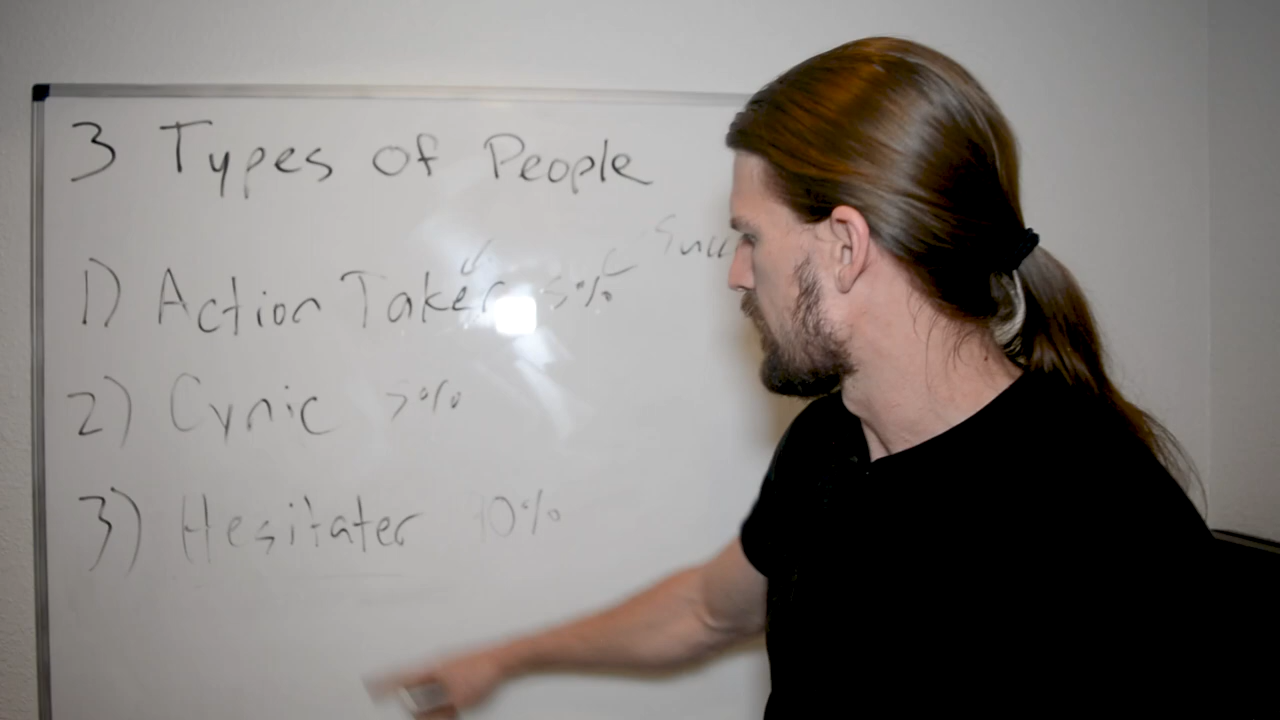 3 Types of People
1) Action Taker 5%
2) Cynic 5%
3) Hesitater 90%